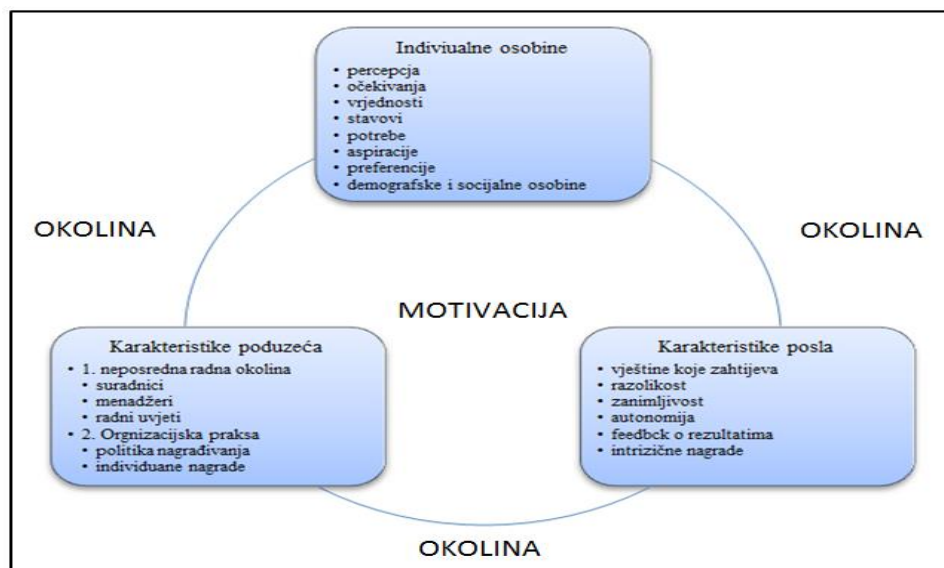 Indiviualne osobine
• percepcja
• očekivanja
• vrjednosti
• stavovi
• potrebe
• aspiracije
• preferencije
• demografske i socijalne osobine
OKOLINA
OKOLINA
MOTIVACIJA
Karakteristike poduzeća
• 1. neposredna radna okolina
• suradnici
• menadžeri
• radni uvjeti
• 2. Orgnizacijska praksa
• politika nagrađivanja
• individuane nagrade
Karakteristike posla
• vještine koje zahtijeva
• razolikost
• zanimljivost
• autonomija
• feedbck o rezultatima
• intrizične nagrade
OKOLINA